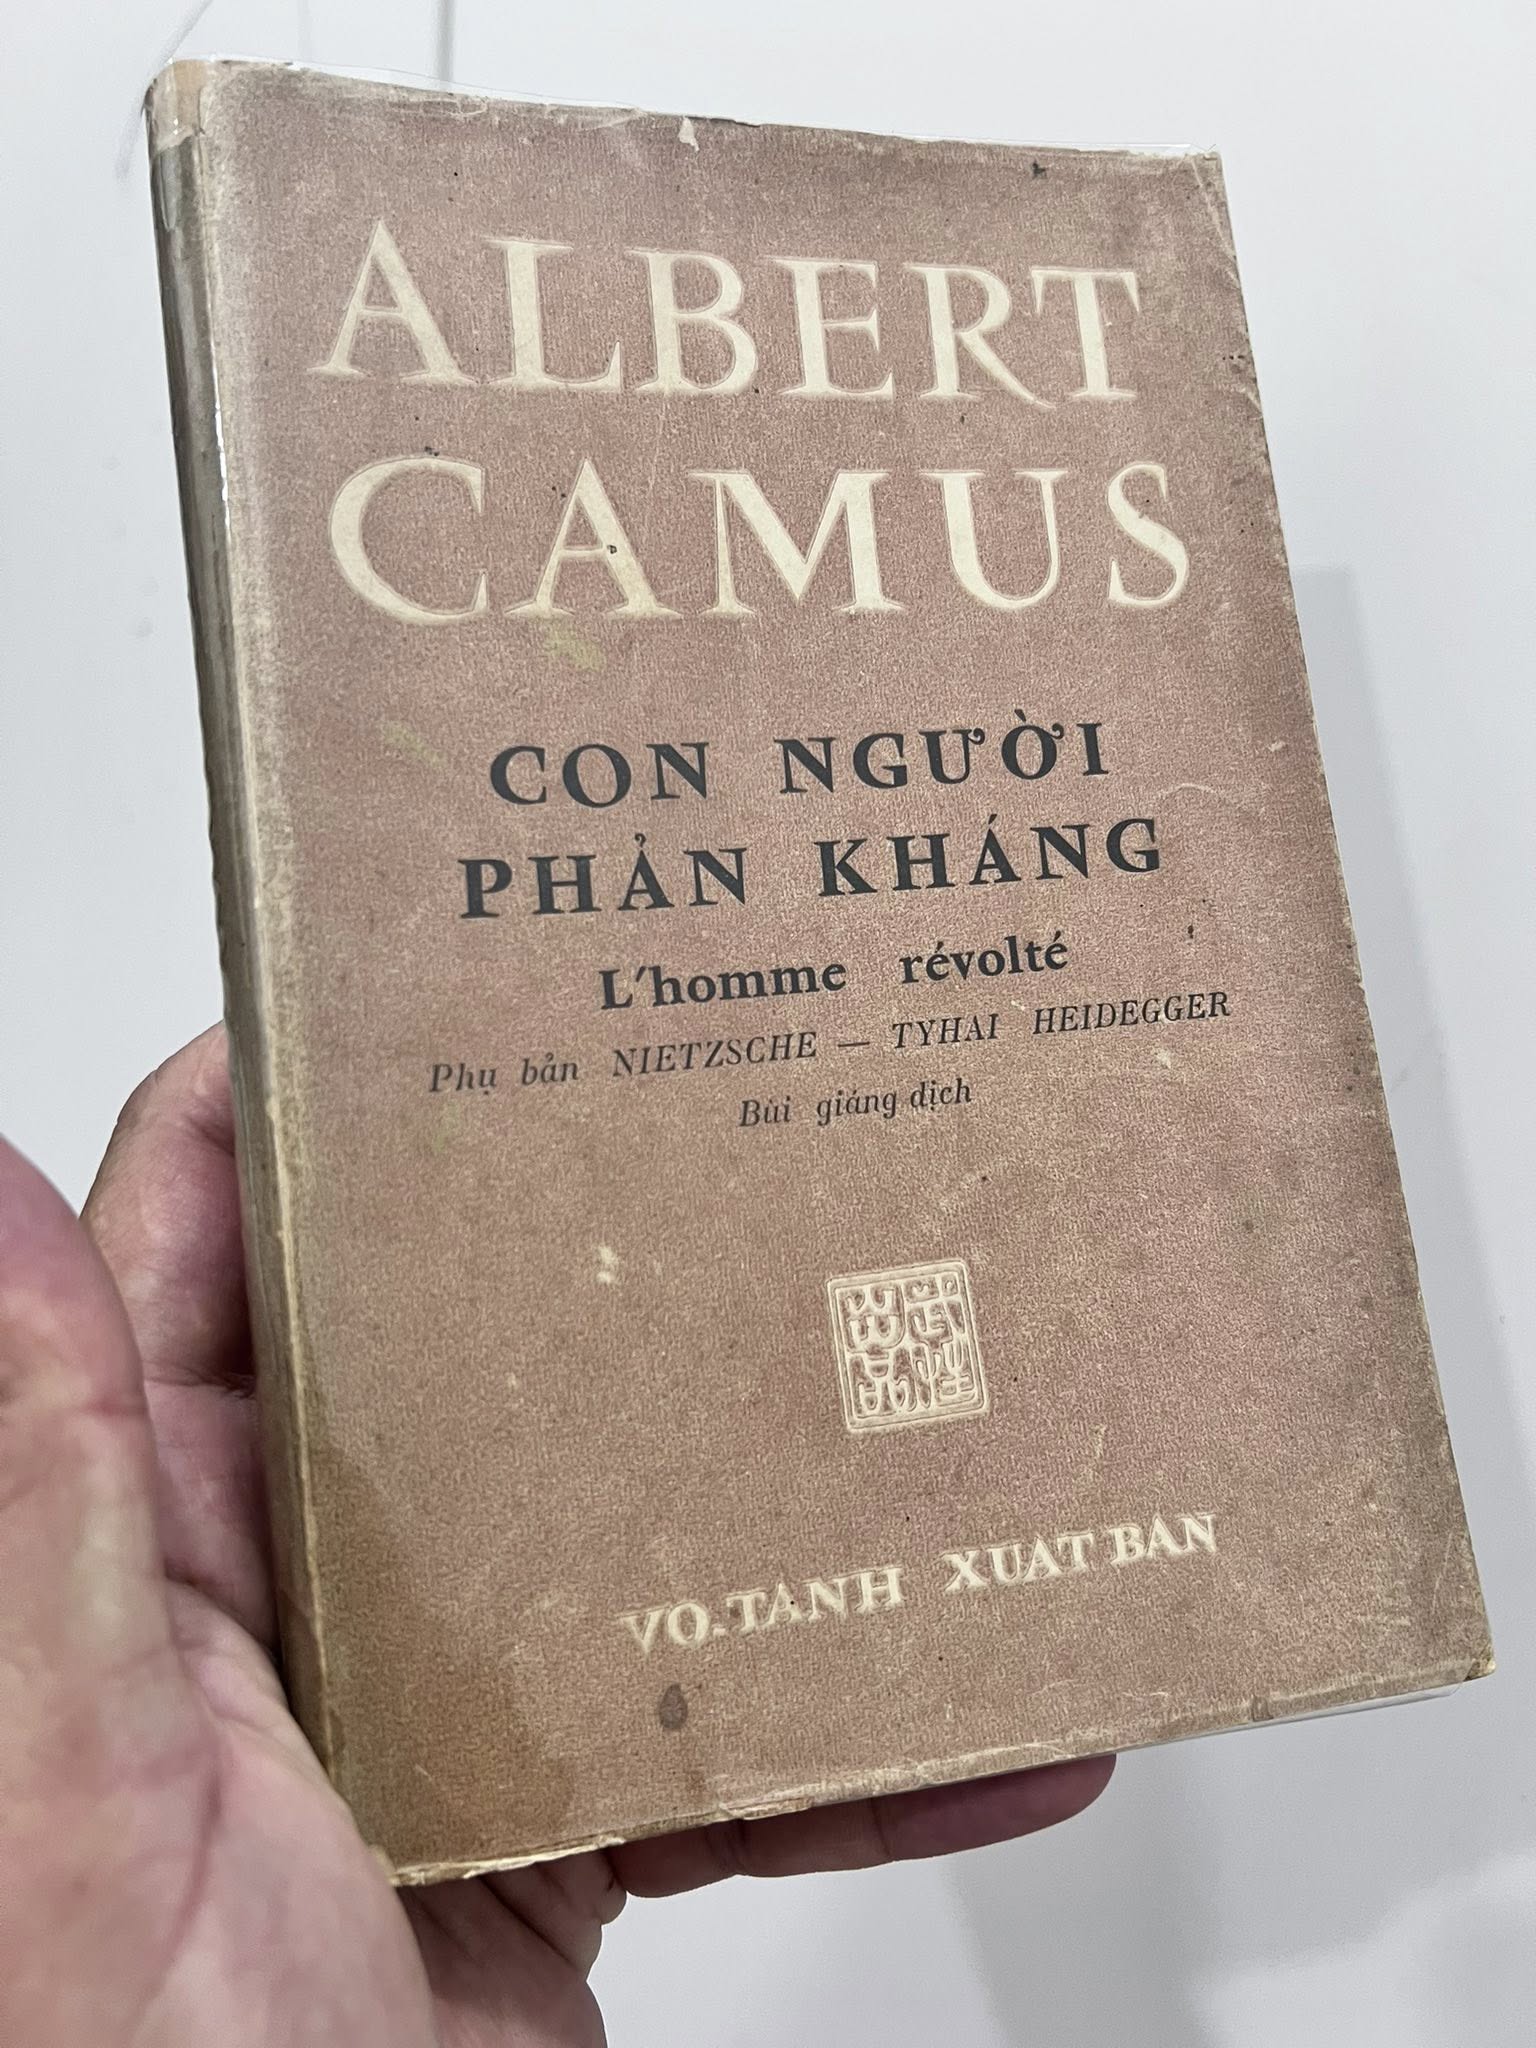 ALBERT
CAMUS
CON NGƯỜI
PHẢN KHÁNG
L'homme révolté
Phụ bản NIETZSCHE — TYHAI HEIDEGGER
Bùi giáng dịch
VO-TANH XUAT BAN